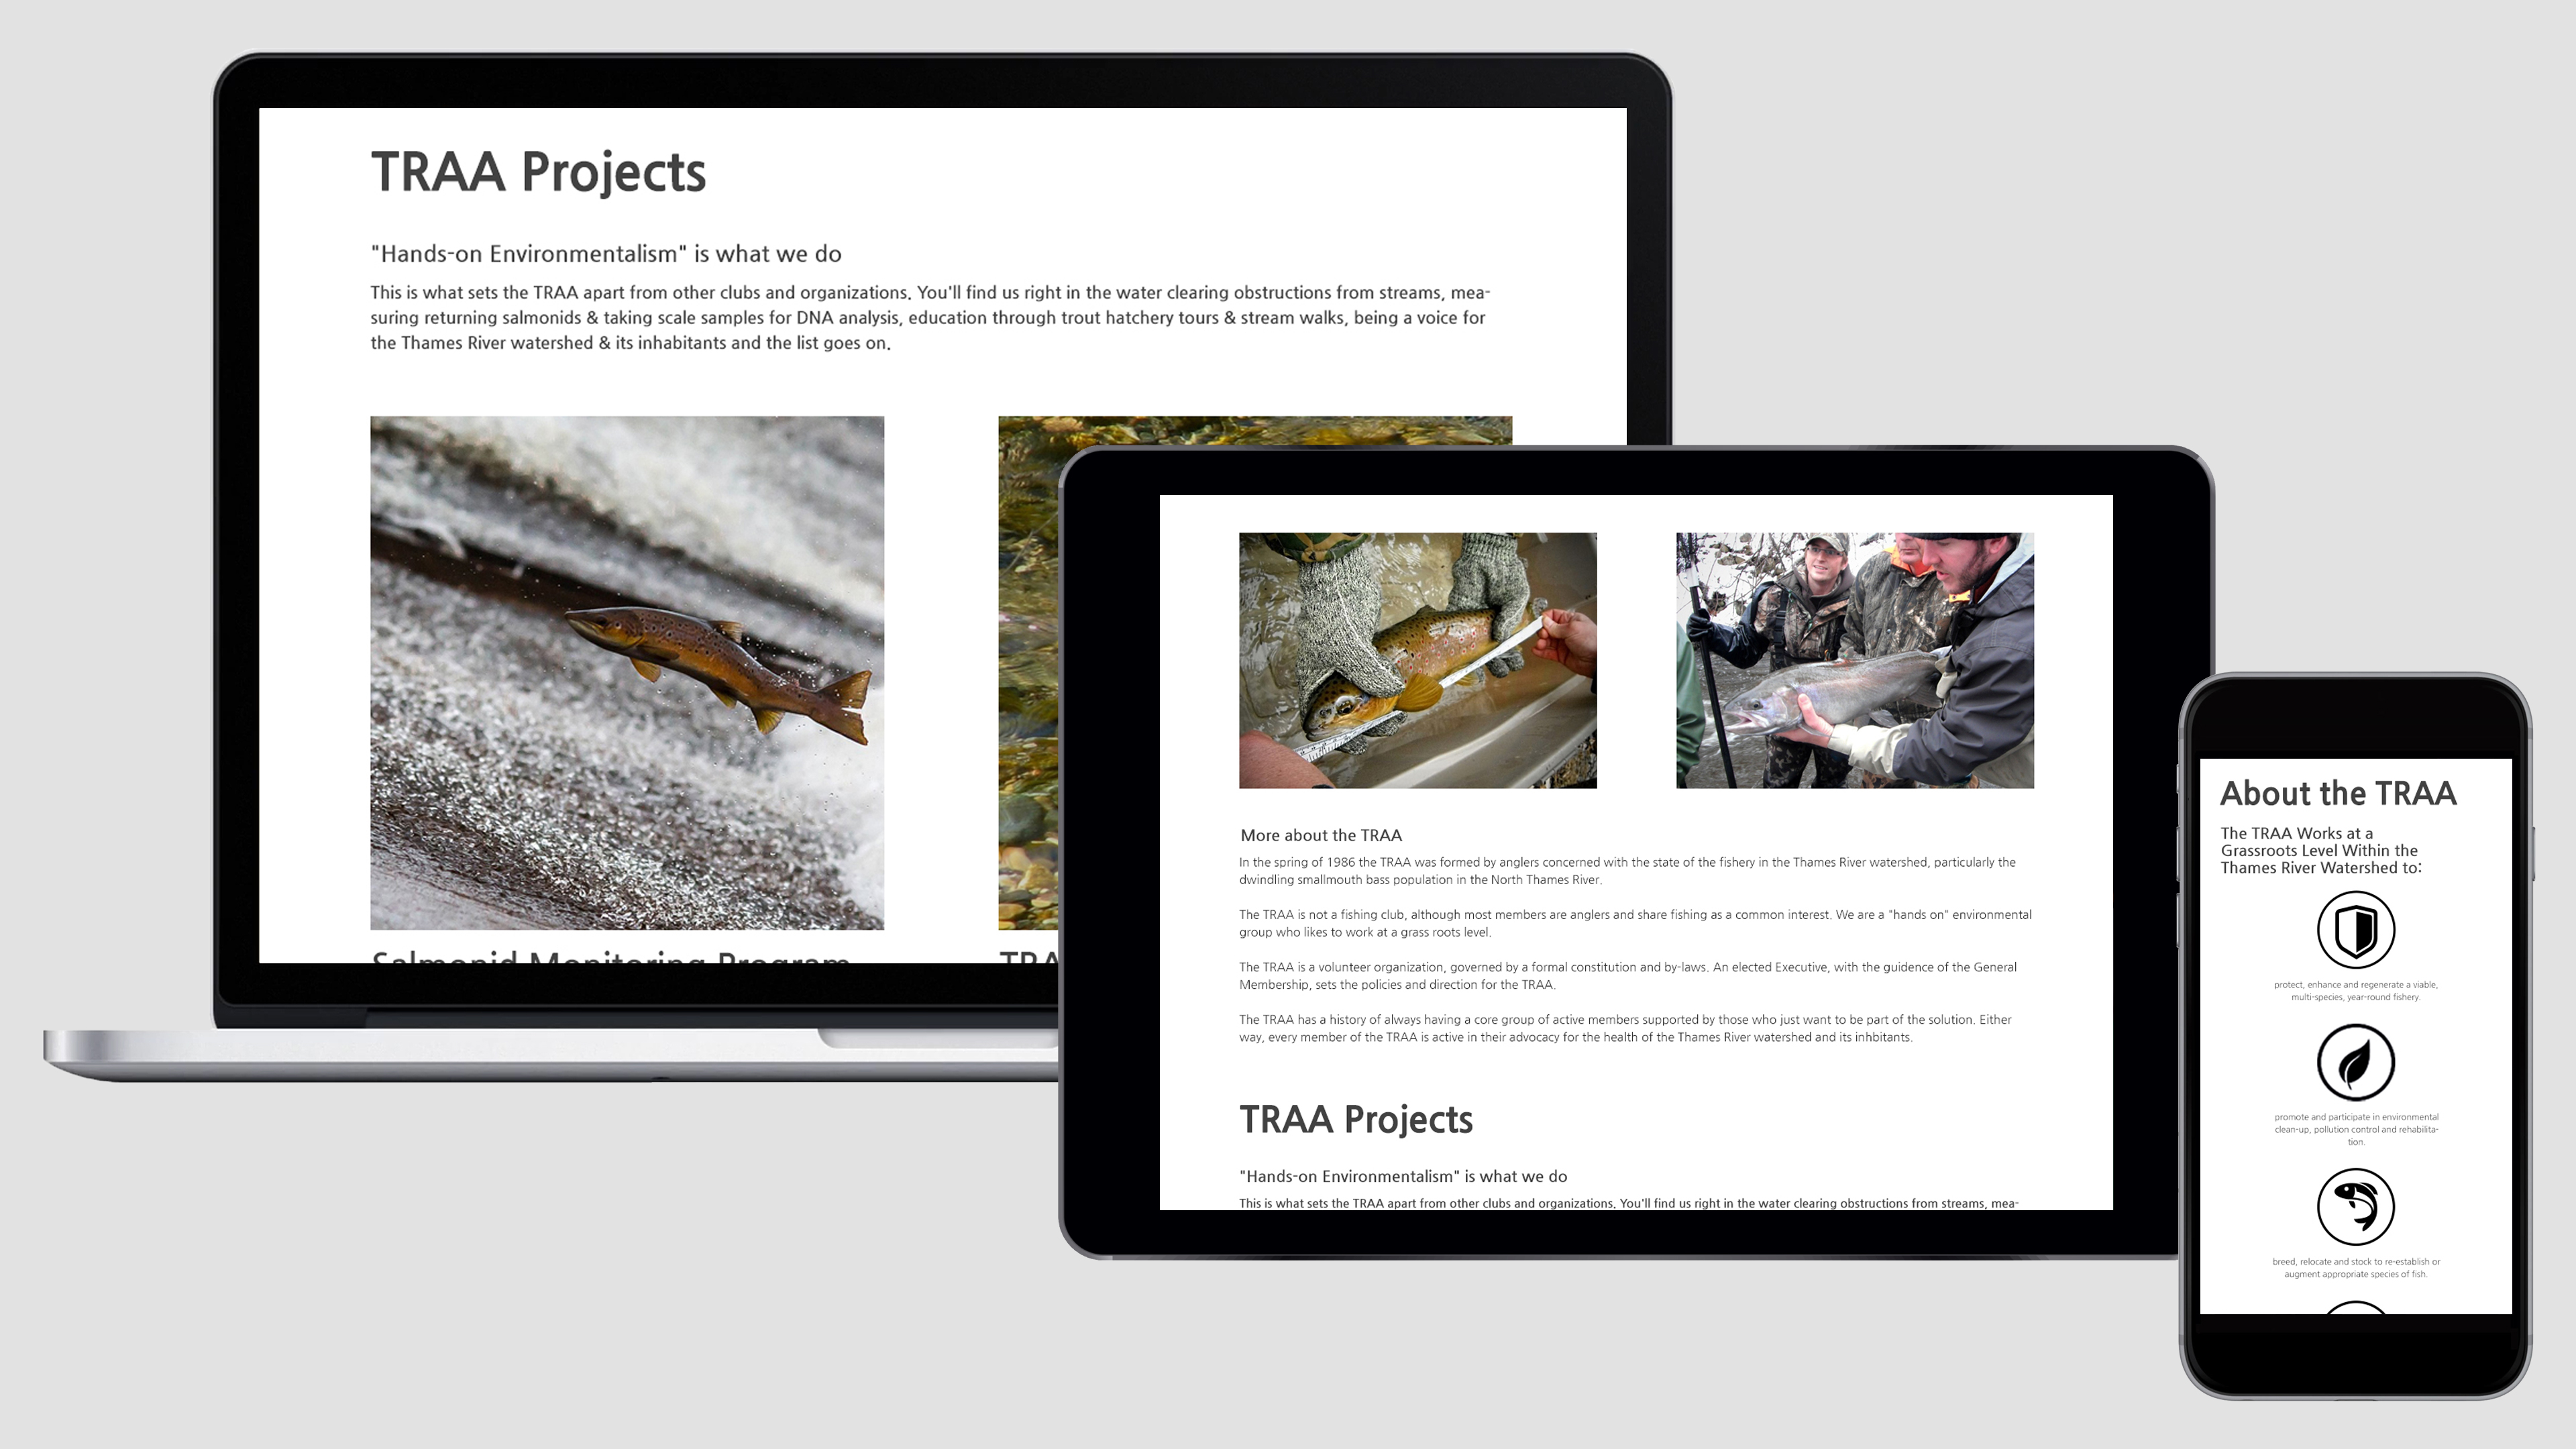 TRAA Projects
"Hands-on Environmentalism" is what we do
This is what sets the TRAA apart from other clubs and organizations. You'll find us right in the water clearing obstructions from streams, mea-
suring returning salmonids & taking scale samples for DNA analysis, education through trout hatchery tours & stream walks, being a voice for
the Thames River watershed & its inhabitants and the list goes on.
Salmonid Monitoring Program
TRA
More about the TRAA
In the spring of 1986 the TRAA was formed by anglers concerned with the state of the fishery in the Thames River watershed, particularly the
dwindling smallmouth bass population in the North Thames River.
The TRAA is not a fishing club, although most members are anglers and share fishing as a common interest. We are a "hands on" environmental
group who likes to work at a grass roots level.
The TRAA is a volunteer organization, governed by a formal constitution and by-laws. An elected Executive, with the guidence of the General
Membership, sets the policies and direction for the TRAA.
The TRAA has a history of always having a core group of active members supported by those who just want to be part of the solution. Either
way, every member of the TRAA is active in their advocacy for the health of the Thames River watershed and its inhbitants.
TRAA Projects
"Hands-on Environmentalism" is what we do
This is what sets the TRAA apart from other clubs and organizations. You'll find us right in the water clearing obstructions from streams, mea-
About the TRAA
The TRAA Works at a
Grassroots Level Within the
Thames River Watershed to:
protect, enhance and regenerate a viable,
multi-species, year-round fishery.
promote and participate in environmental
clean-up, pollution control and rehabilita-
tion.
breed, relocate and stock to re-establish or
augment appropriate species of fish.